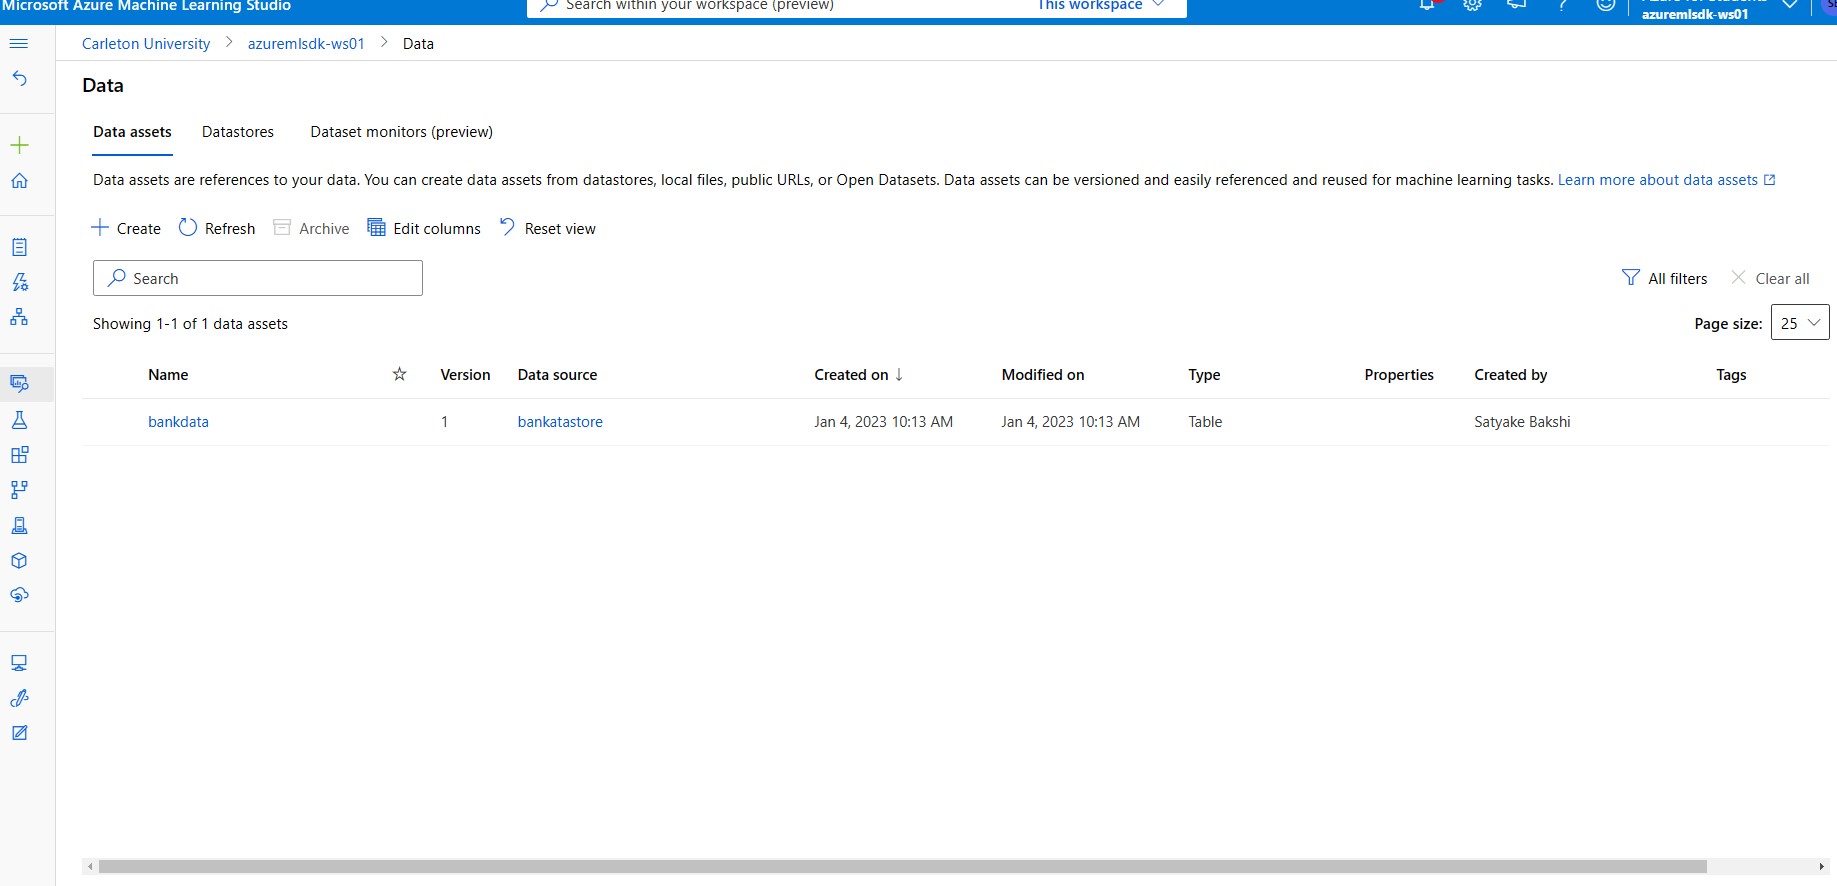 Microsoft Azure Machine Learning Studio
Search within your workspace (preview)
This workspace
azuremlsdk-ws01
Carleton University > azuremlsdk-ws01 > Data
Data
Data assets Datastores Dataset monitors (preview)
Data assets are references to your data. You can create data assets from datastores, local files, public URLs, or Open Datasets. Data assets can be versioned and easily referenced and reused for machine learning tasks. Learn more about data assets
Create Refresh Archive Edit columns Reset view
Search
All filters Clear all
Showing 1-1 of 1 data assets
Page size: 25
Name Version Data source Created on ↓ Modified on Type Properties Created by Tags
bankdata 1 bankatastore Jan 4, 2023 10:13 AM Jan 4, 2023 10:13 AM Table Satyake Bakshi